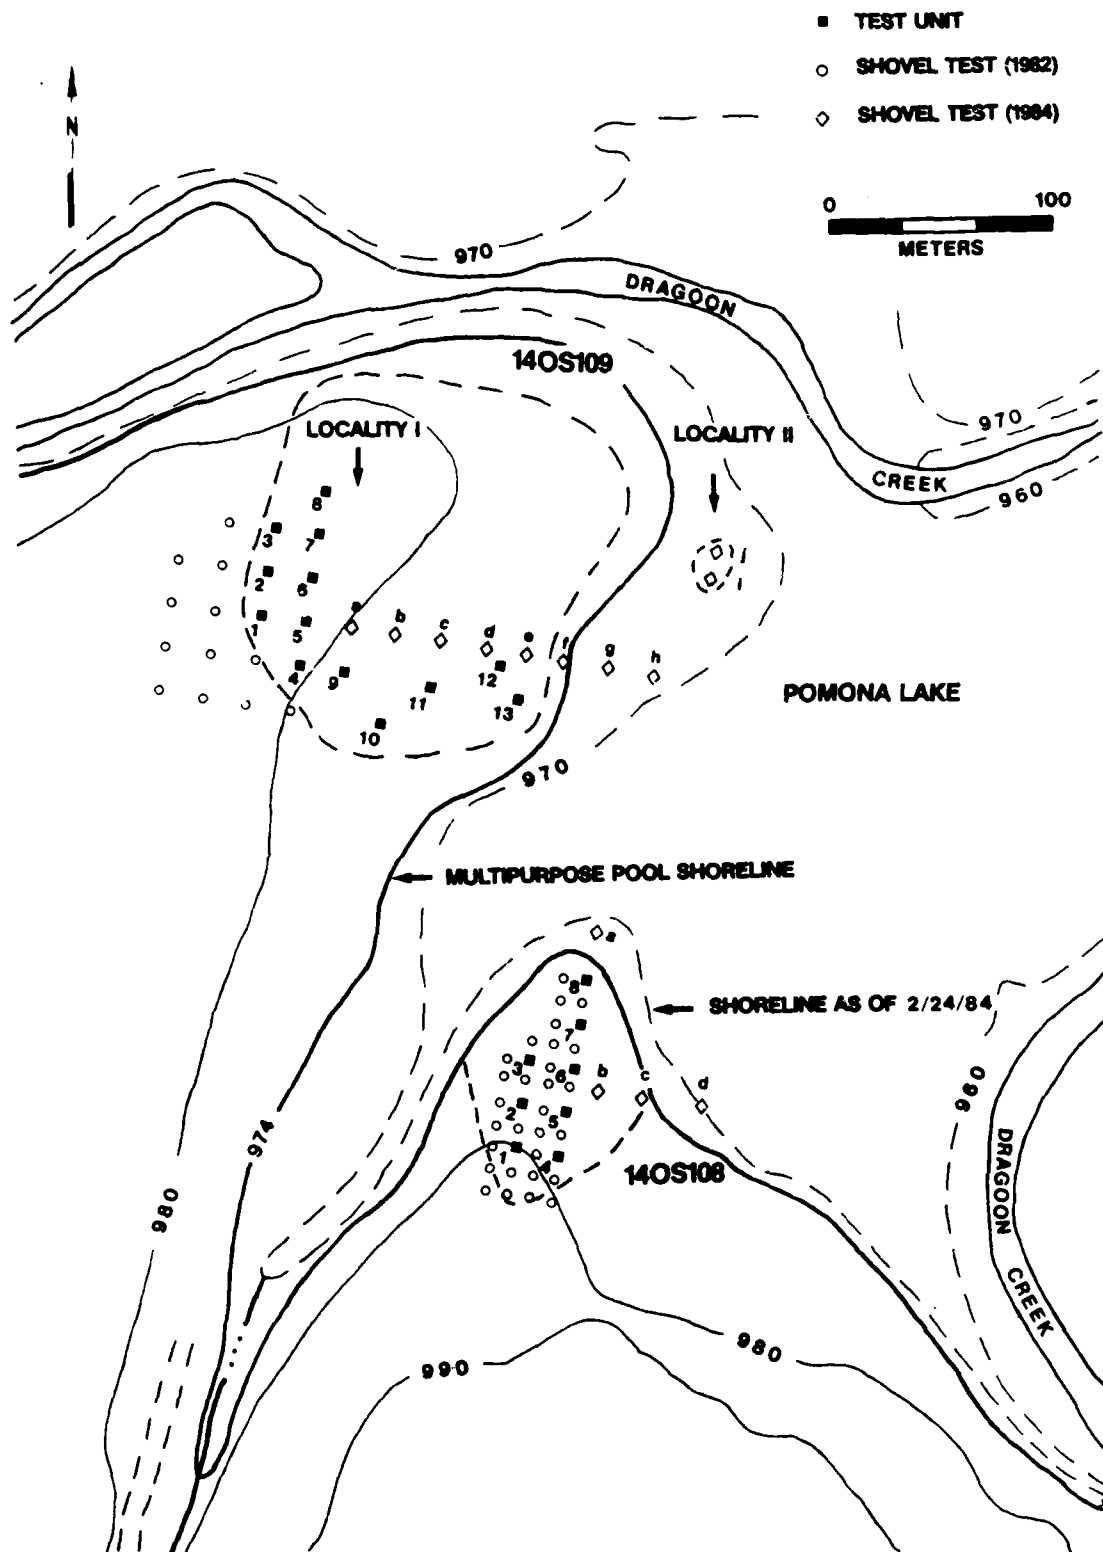 TEST UNIT
SHOVEL TEST (1982)
SHOVEL TEST (1984)
N
0 100
METERS
970
DRAGOON
14OS109
LOCALITY I
LOCALITY II
970
CREEK
960
8
3
7
2
6
1
5
a
b
c
d
e
f
g
h
4
9
12
11
13
10
POMONA LAKE
970
MULTIPURPOSE POOL SHORELINE
a
SHORELINE AS OF 2/24/84
8
7
3
6
b
c
d
2
5
1
4
14OS108
960
DRAGOON
CREEK
974
980
980
990